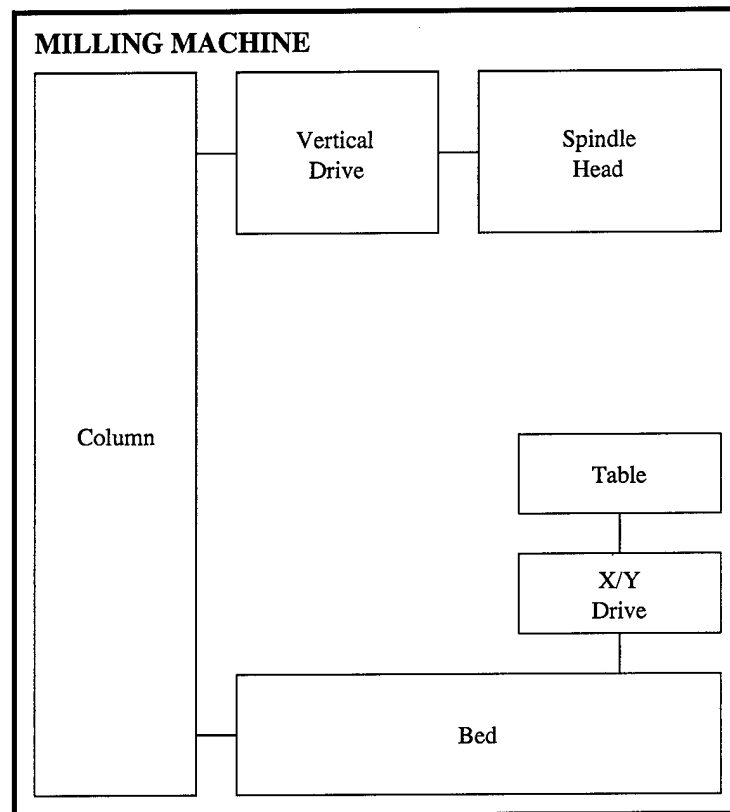 MILLING MACHINE
Vertical
Drive
Spindle
Head
Column
Table
X/Y
Drive
Bed